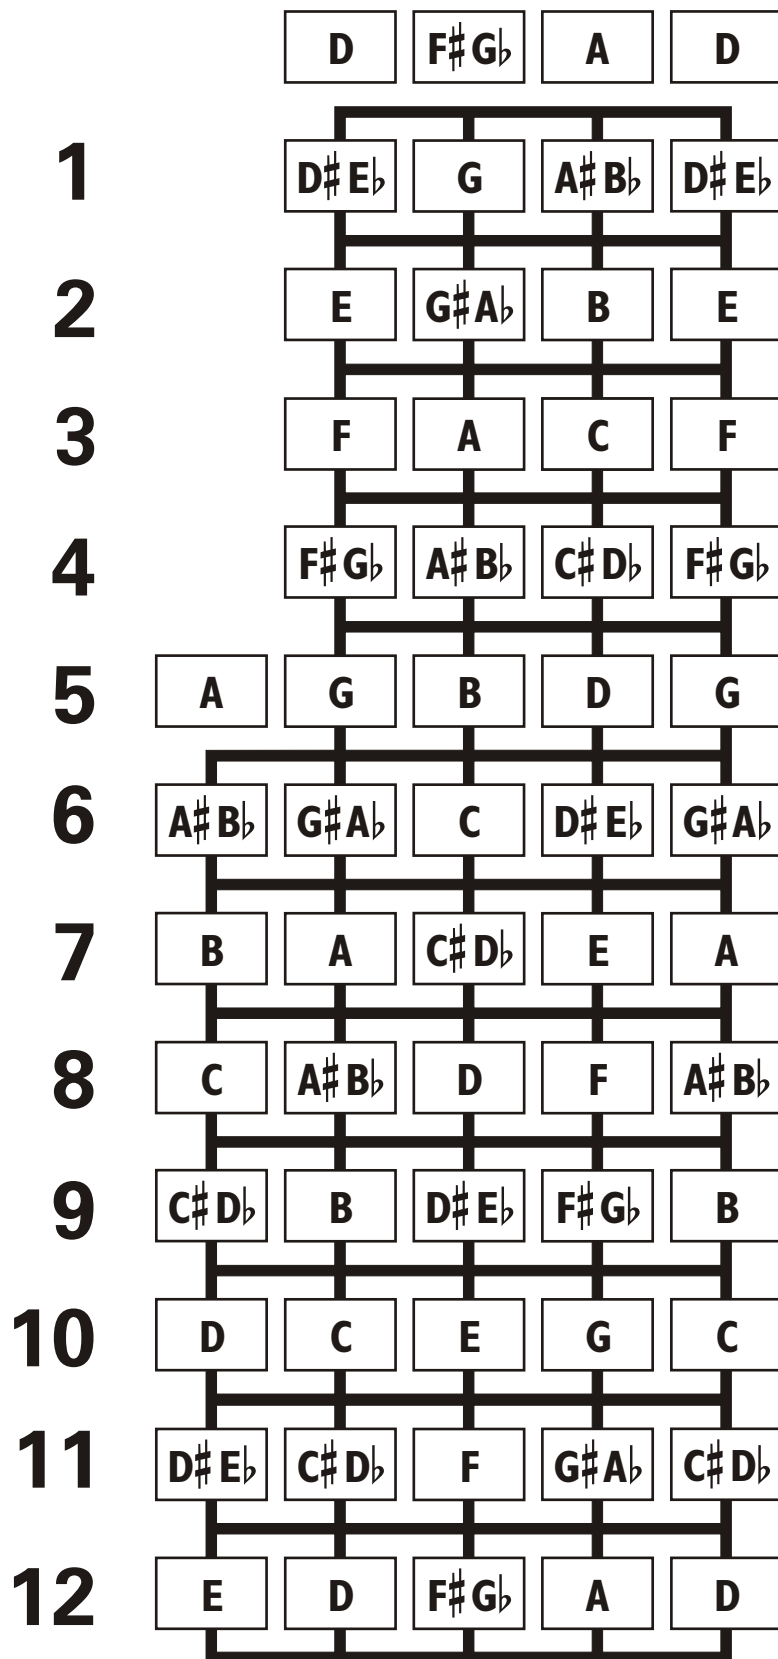 D F♯G♭ A D
1 D♯E♭ G A♯B♭ D♯E♭
2 E G♯A♭ B E
3 F A C F
4 F♯G♭ A♯B♭ C♯D♭ F♯G♭
5 A G B D G
6 A♯B♭ G♯A♭ C D♯E♭ G♯A♭
7 B A C♯D♭ E A
8 C A♯B♭ D F A♯B♭
9 C♯D♭ B D♯E♭ F♯G♭ B
10 D C E G C
11 D♯E♭ C♯D♭ F G♯A♭ C♯D♭
12 E D F♯G♭ A D